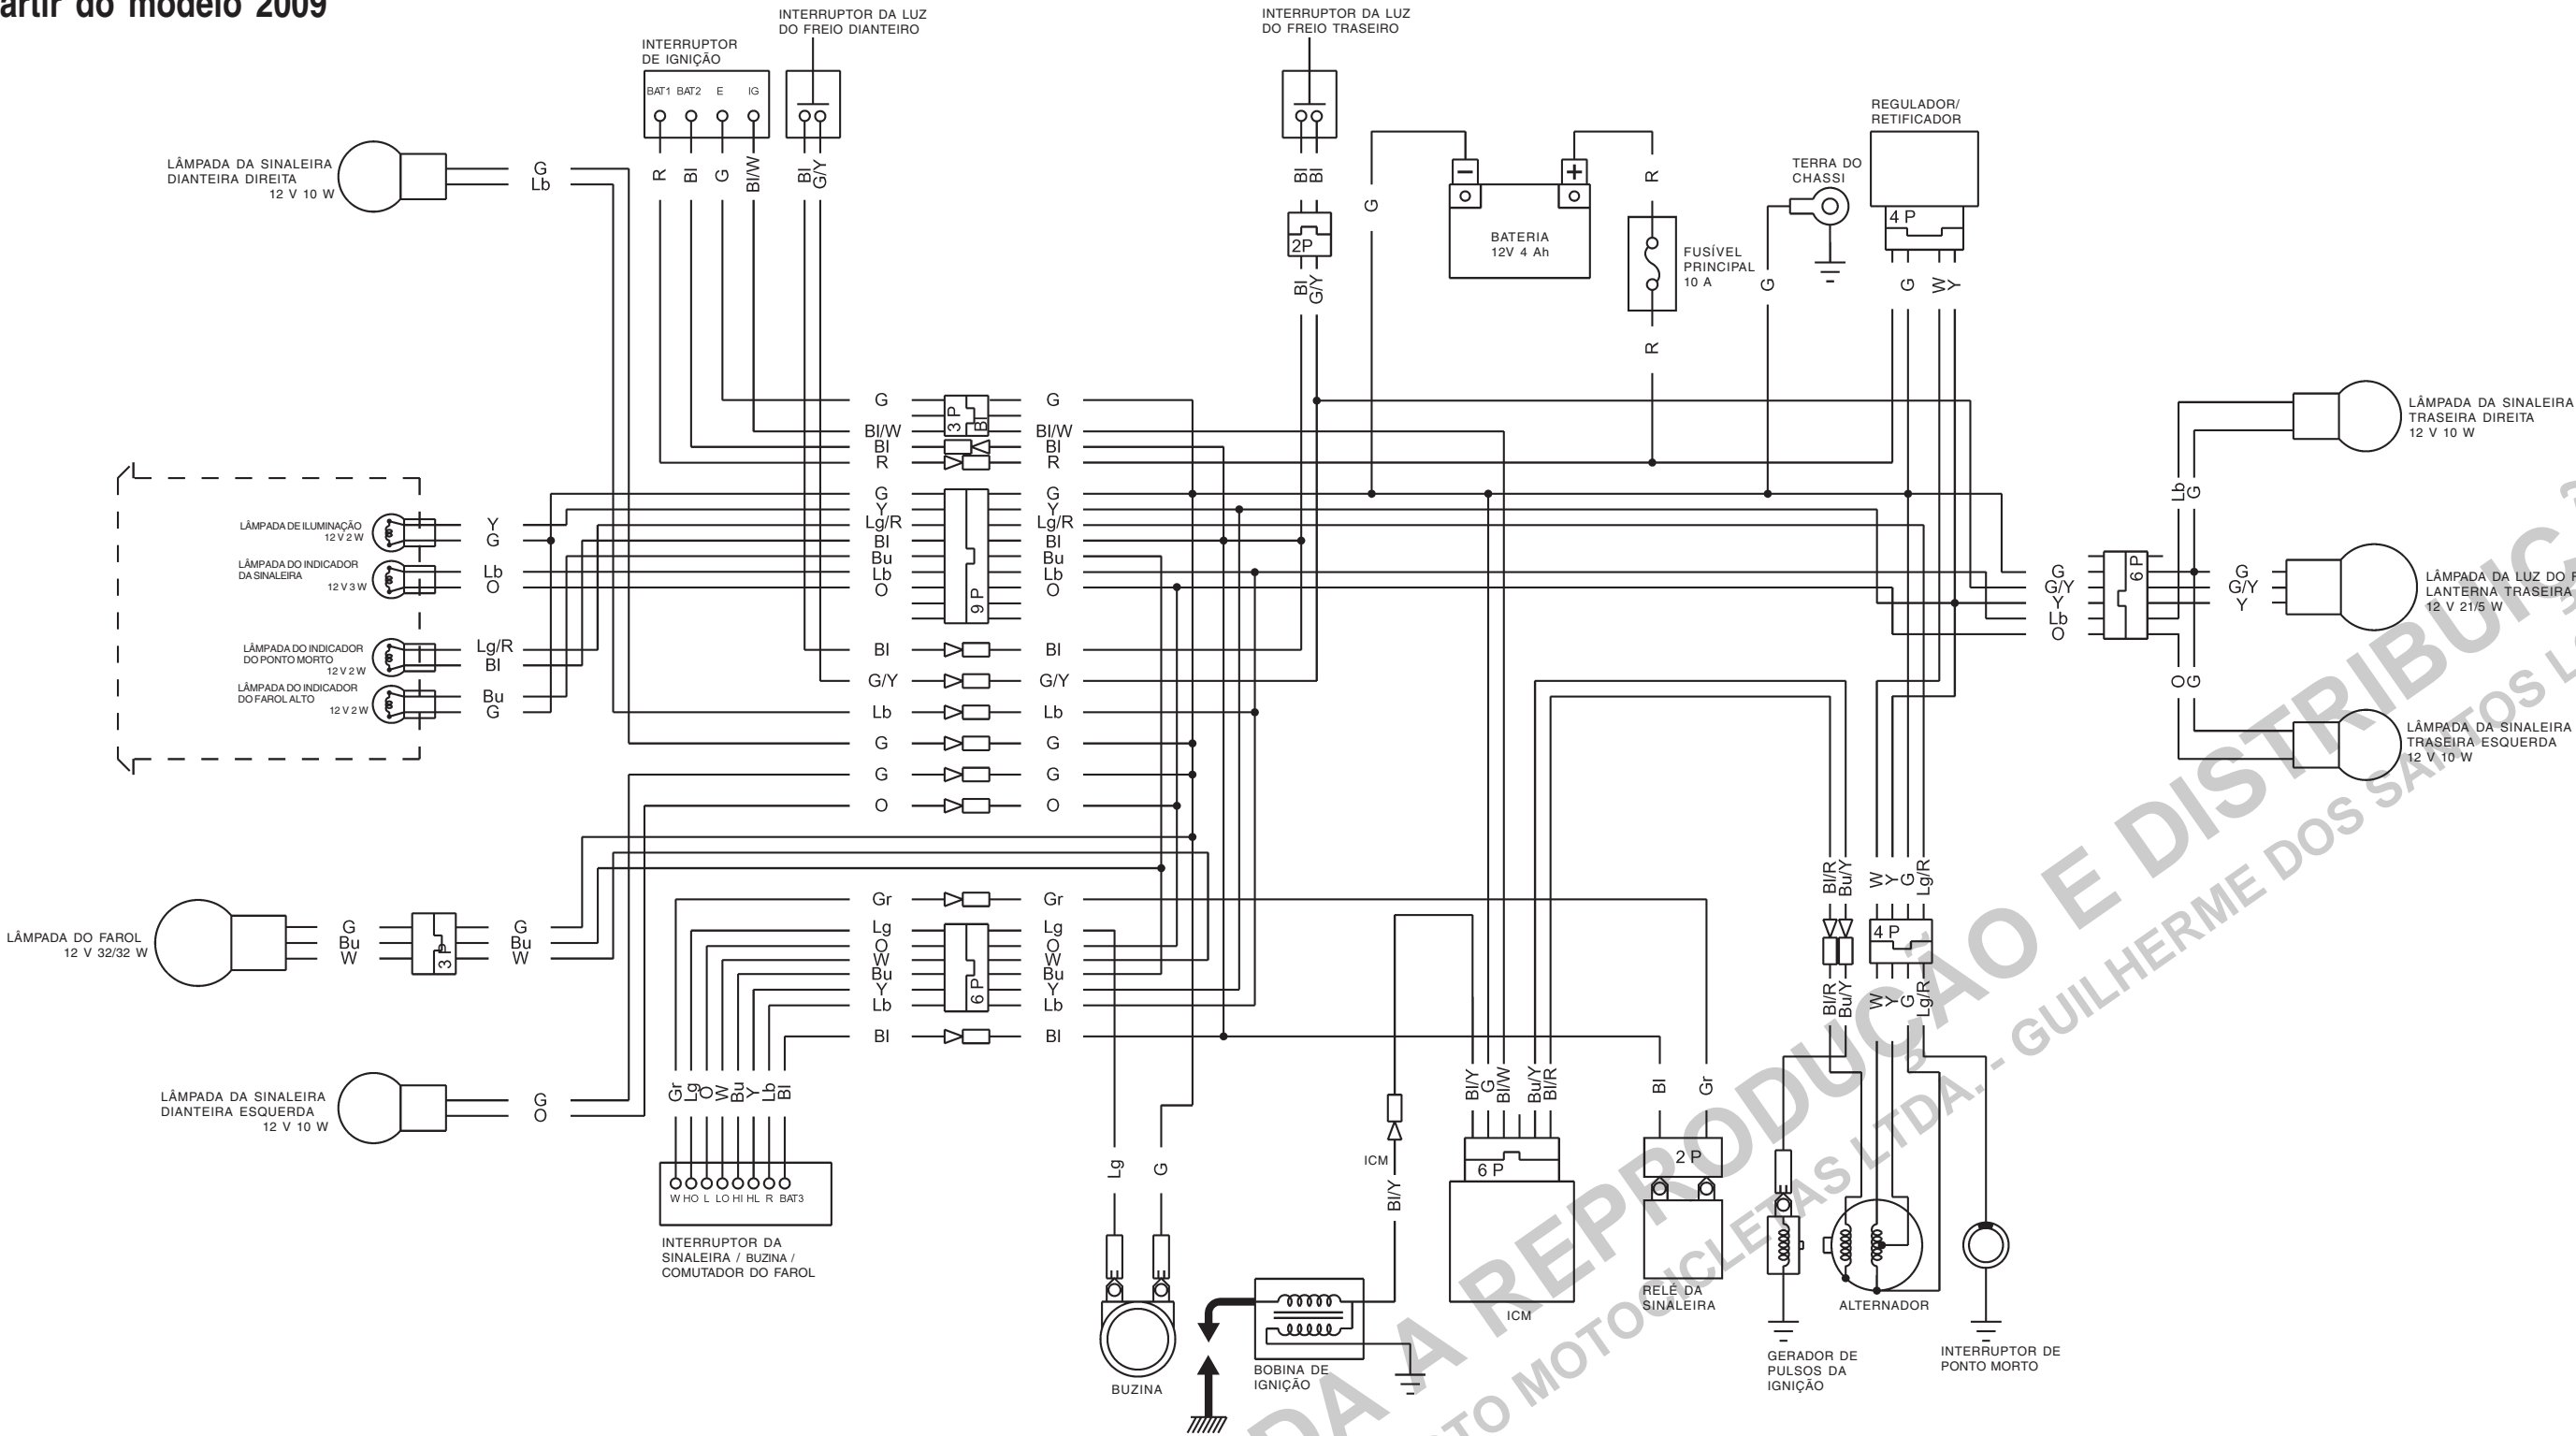 artir do modelo 2009
INTERRUPTOR DA LUZ
DO FREIO DIANTEIRO
INTERRUPTOR DA LUZ
DO FREIO TRASEIRO
INTERRUPTOR
DE IGNIÇÃO
BAT1 BAT2 E IG
R Bl G Bl/W
Bl G/Y
Bl Bl
2P
Bl G/Y
G
BATERIA
12V 4 Ah
R
FUSÍVEL
PRINCIPAL
10 A
R
TERRA DO
CHASSI
G
REGULADOR/
RETIFICADOR
4 P
G W Y
LÂMPADA DA SINALEIRA
DIANTEIRA DIREITA
12 V 10 W
G
Lb
LÂMPADA DE ILUMINAÇÃO
12 V 2 W
Y
G
LÂMPADA DO INDICADOR
DA SINALEIRA
12 V 3 W
Lb
O
LÂMPADA DO INDICADOR
DO PONTO MORTO
12 V 2 W
Lg/R
Bl
LÂMPADA DO INDICADOR
DO FAROL ALTO
12 V 2 W
Bu
G
G 3 P Bl G
Bl/W Bl/W
Bl Bl
R R
G G
Y Y
Lg/R Lg/R
Bl Bl
Bu Bu
Lb Lb
O 9 P O
Bl Bl
G/Y G/Y
Lb Lb
G G
G G
O O
Gr Gr
Lg Lg
O O
W W
Bu Bu
Y 6 P Y
Lb Lb
Bl Bl
LÂMPADA DO FAROL
12 V 32/32 W
G G
Bu Bu
W 3 P W
LÂMPADA DA SINALEIRA
DIANTEIRA ESQUERDA
12 V 10 W
G
O
Gr Lg O W Bu Y Lb Bl
W HO L LO HI HL R BAT3
INTERRUPTOR DA
SINALEIRA / BUZINA /
COMUTADOR DO FAROL
Lg G
BUZINA
ICM
Bl/Y
BOBINA DE
IGNIÇÃO
Bl/Y G Bl/W Bu/Y Bl/R
6 P
ICM
Bl Gr
2 P
RELÉ DA
SINALEIRA
Bl/R Bu/Y W Y G Lg/R
4 P
Bl/R Bu/Y W Y G Lg/R
GERADOR DE
PULSOS DA
IGNIÇÃO
ALTERNADOR
INTERRUPTOR DE
PONTO MORTO
G
G/Y
Y
Lb
O
6 P
Lb G
G
G/Y
Y
O G
LÂMPADA DA SINALEIRA
TRASEIRA DIREITA
12 V 10 W
LÂMPADA DA LUZ DO F
LANTERNA TRASEIRA
12 V 21/5 W
LÂMPADA DA SINALEIRA
TRASEIRA ESQUERDA
12 V 10 W
DA A REPRODUÇÃO E DISTRIBUIÇ
TO MOTOCICLETAS LTDA. - GUILHERME DOS SANTOS